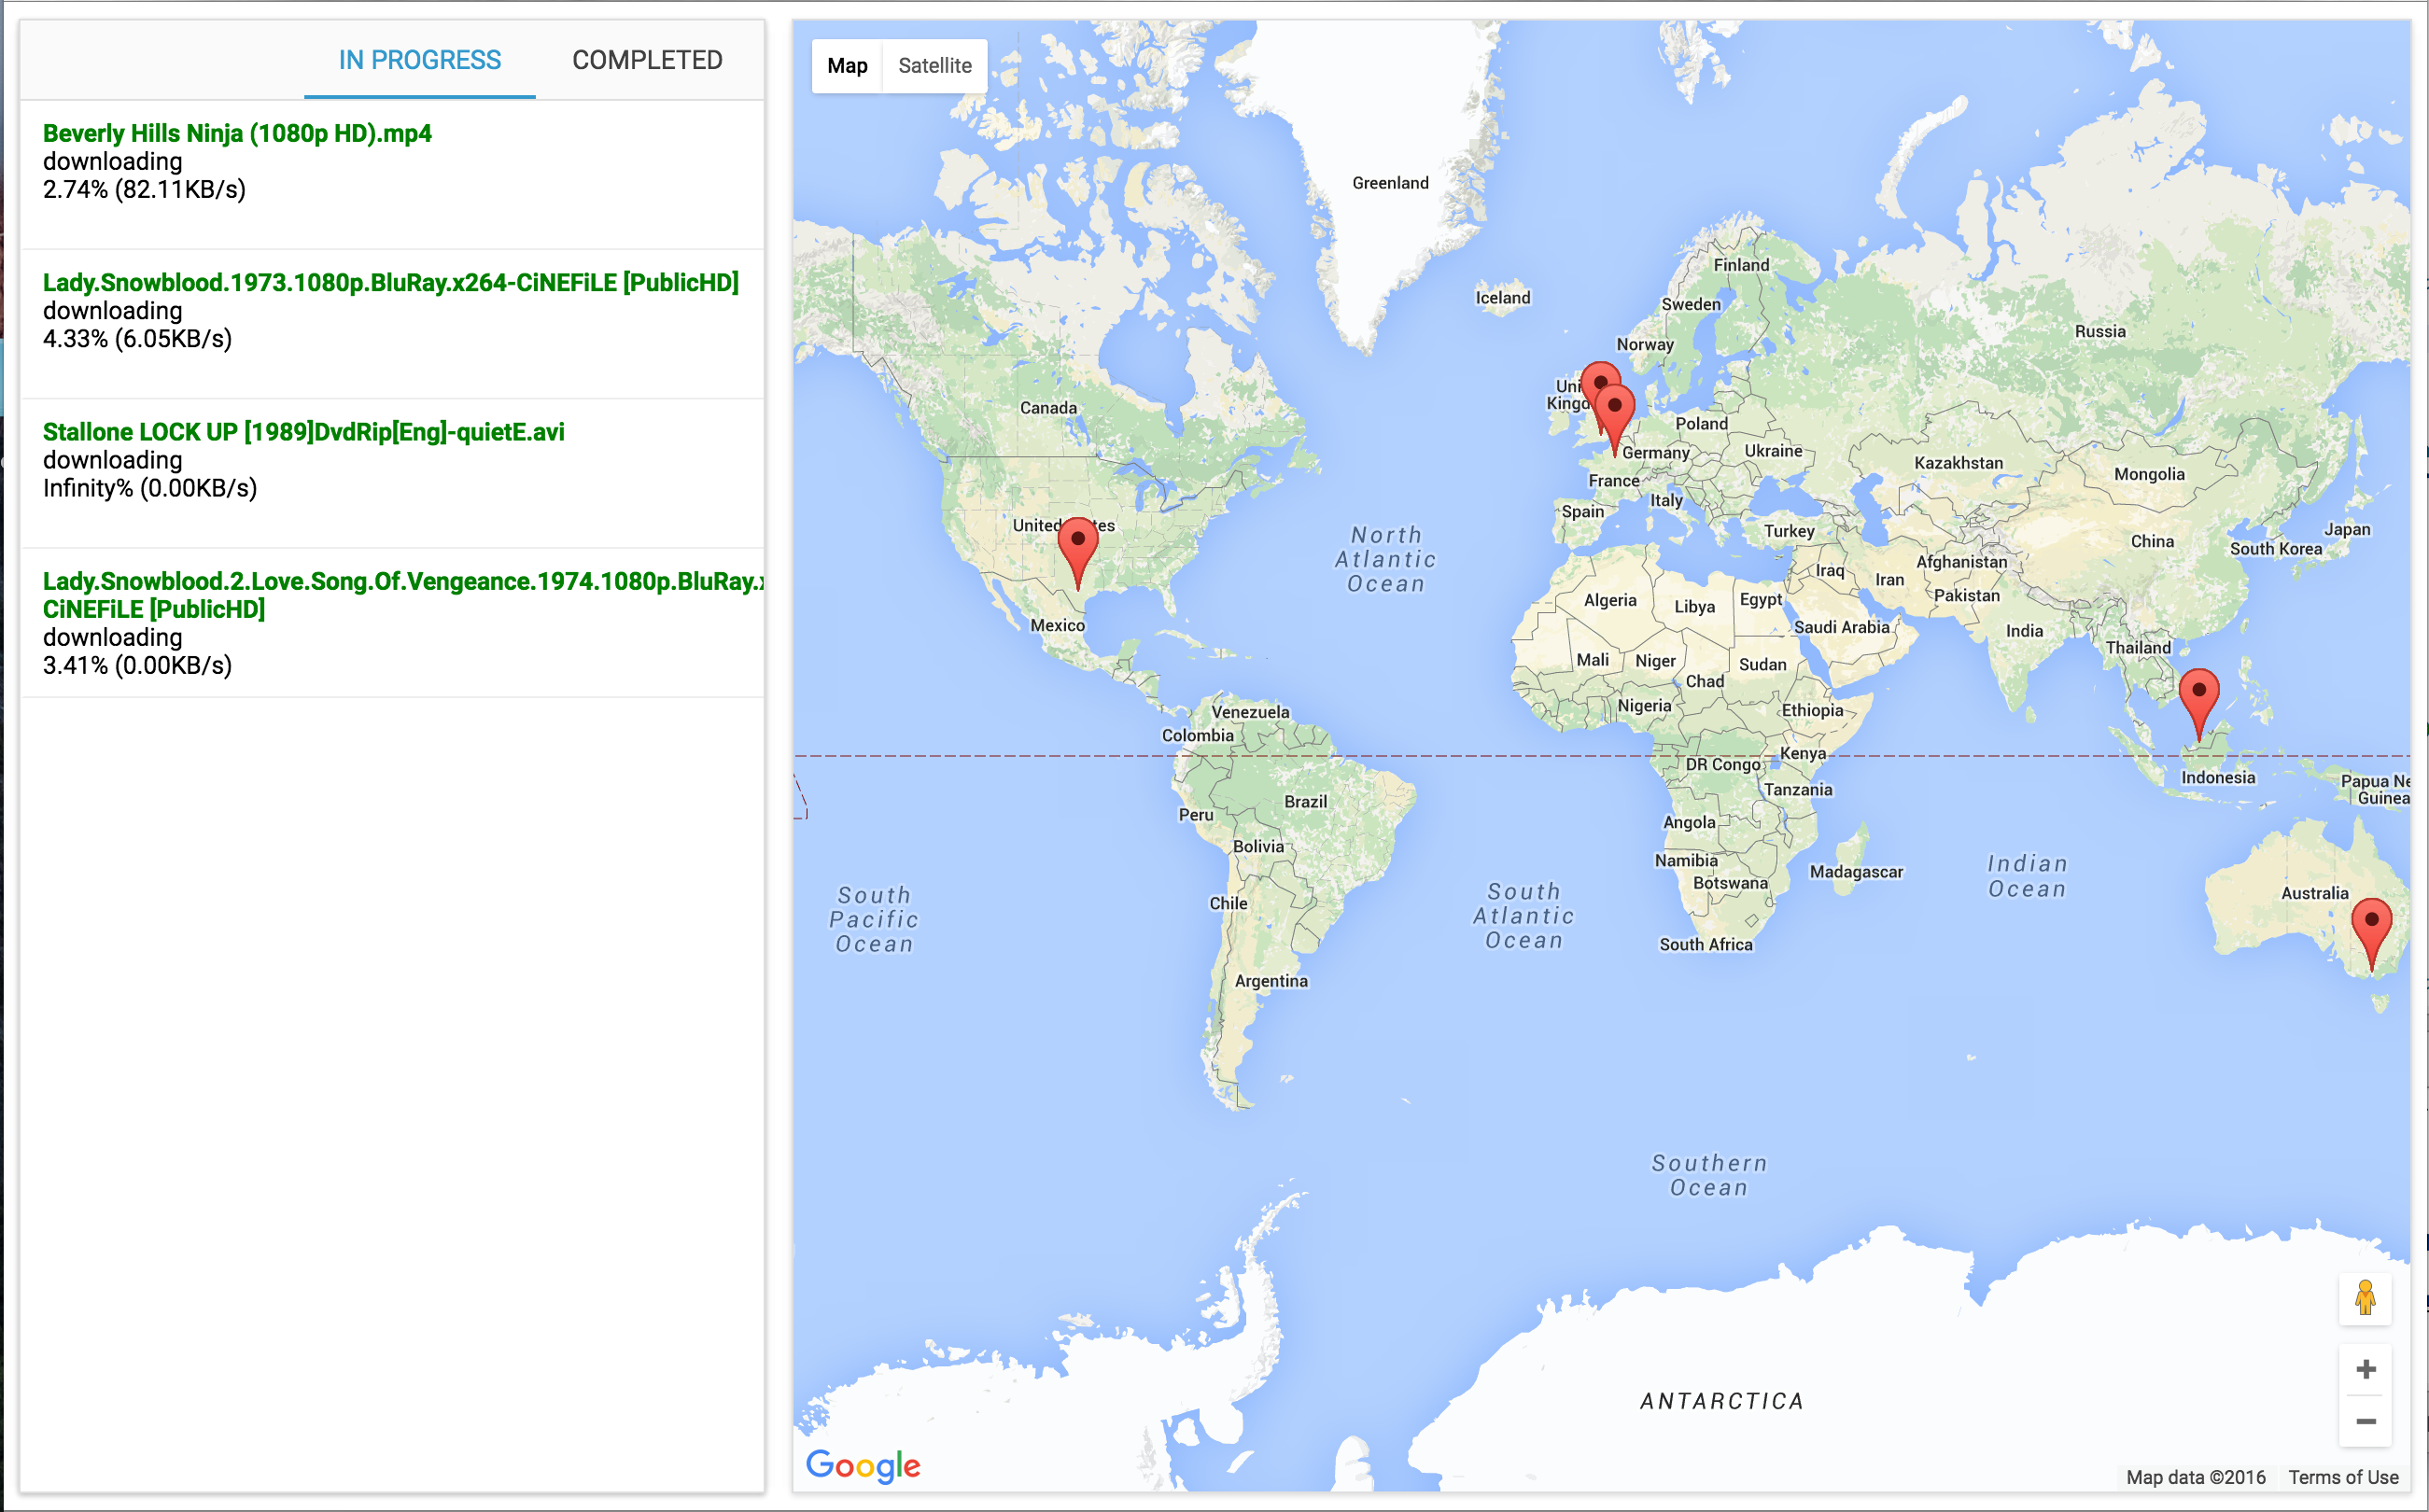 IN PROGRESS
COMPLETED
Beverly Hills Ninja (1080p HD).mp4
downloading
2.74% (82.11KB/s)
Lady.Snowblood.1973.1080p.BluRay.x264-CiNEFiLE [PublicHD]
downloading
4.33% (6.05KB/s)
Stallone LOCK UP [1989]DvdRip[Eng]-quietE.avi
downloading
Infinity% (0.00KB/s)
Lady.Snowblood.2.Love.Song.Of.Vengeance.1974.1080p.BluRay.x
CiNEFiLE [PublicHD]
downloading
3.41% (0.00KB/s)
Map
Satellite
Greenland
Finland
Iceland
Sweden
Russia
Norway
Canada
Poland
Ukraine
Germany
Kazakhstan
Mongolia
France
Italy
Spain
United
Turkey
Japan
China
South Korea
North
Atlantic
Ocean
Afghanistan
Iraq
Iran
Pakistan
Algeria
Libya
Egypt
Mexico
Saudi Arabia
India
Thailand
Mali
Niger
Sudan
Chad
Nigeria
Ethiopia
Venezuela
Colombia
Kenya
DR Congo
Indonesia
Papua Ne
Guinea
Tanzania
Brazil
Peru
Angola
Bolivia
Namibia
Madagascar
Botswana
Indian
Ocean
South
Pacific
Ocean
South
Atlantic
Ocean
Chile
Australia
South Africa
Argentina
Southern
Ocean
ANTARCTICA
Google
Map data ©2016
Terms of Use